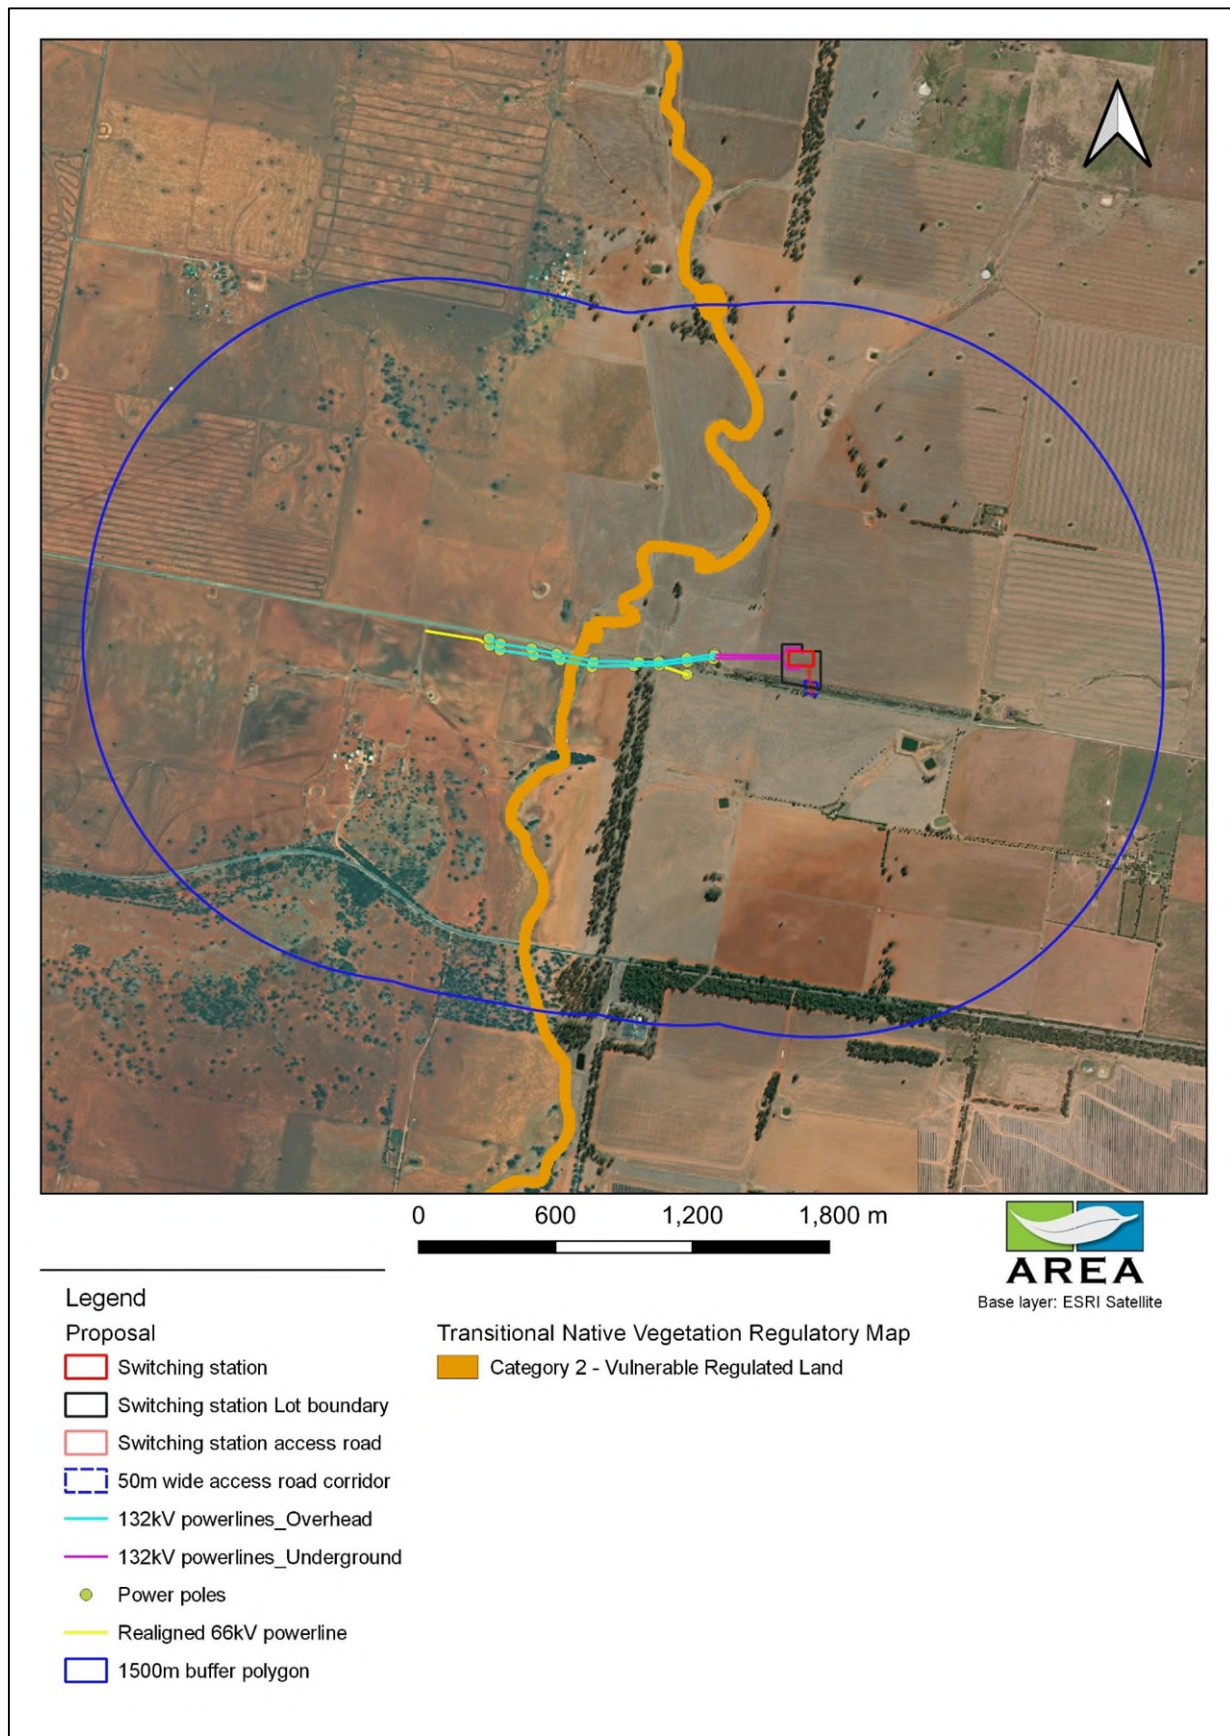 0 600 1,200 1,800 m
AREA
Base layer: ESRI Satellite
Legend
Proposal
Switching station
Switching station Lot boundary
Switching station access road
50m wide access road corridor
132kV powerlines_Overhead
132kV powerlines_Underground
Power poles
Realigned 66kV powerline
1500m buffer polygon
Transitional Native Vegetation Regulatory Map
Category 2 - Vulnerable Regulated Land